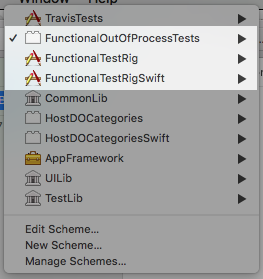 Window Help
TravisTests
✓ FunctionalOutOfProcessTests
FunctionalTestRig
FunctionalTestRigSwift
CommonLib
HostDOCategories
HostDOCategoriesSwift
AppFramework
UILib
TestLib
Edit Scheme...
New Scheme...
Manage Schemes...